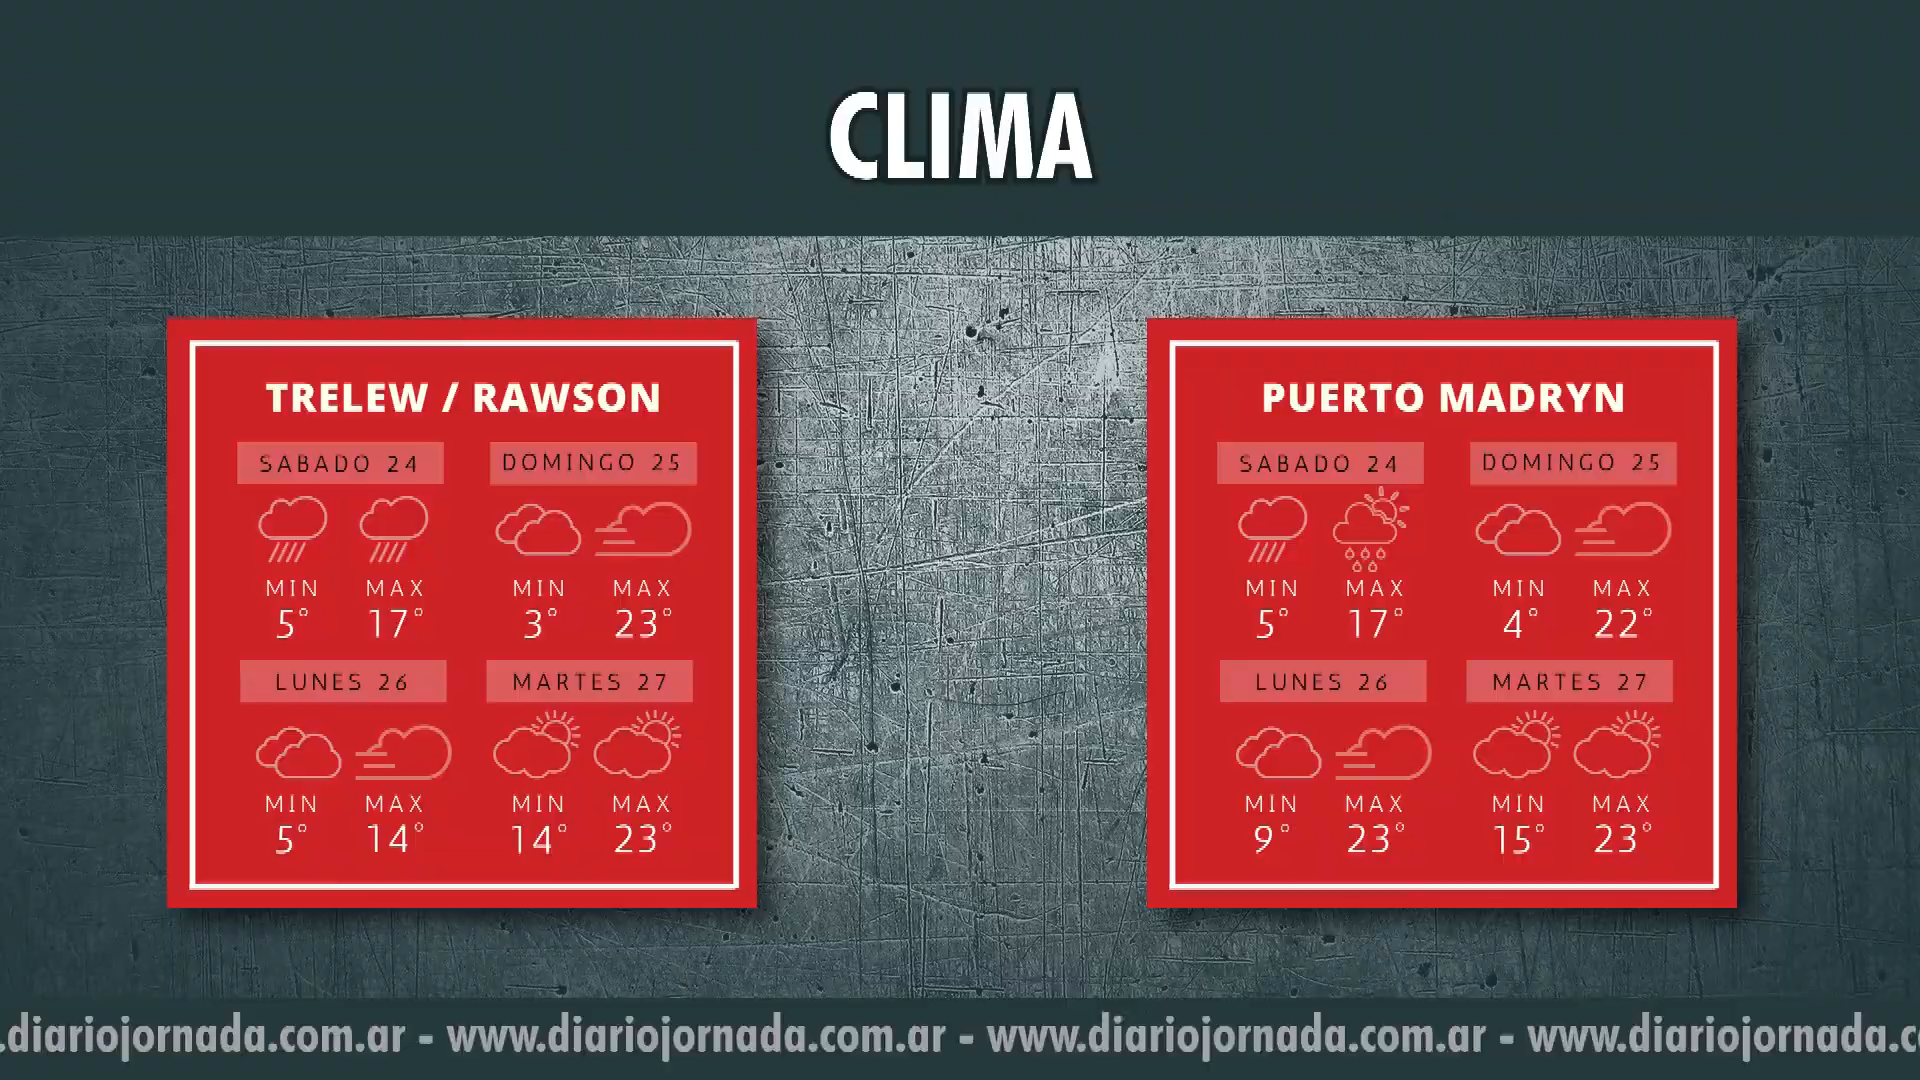 CLIMA
TRELEW / RAWSON
SABADO 24
DOMINGO 25
MIN MAX MIN MAX
5° 17° 3° 23°
LUNES 26
MARTES 27
MIN MAX MIN MAX
5° 14° 14° 23°
PUERTO MADRYN
SABADO 24
DOMINGO 25
MIN MAX MIN MAX
5° 17° 4° 22°
LUNES 26
MARTES 27
MIN MAX MIN MAX
9° 23° 15° 23°
.diariojornada.com.ar - www.diariojornada.com.ar - www.diariojornada.com.ar - www.diariojornada.c